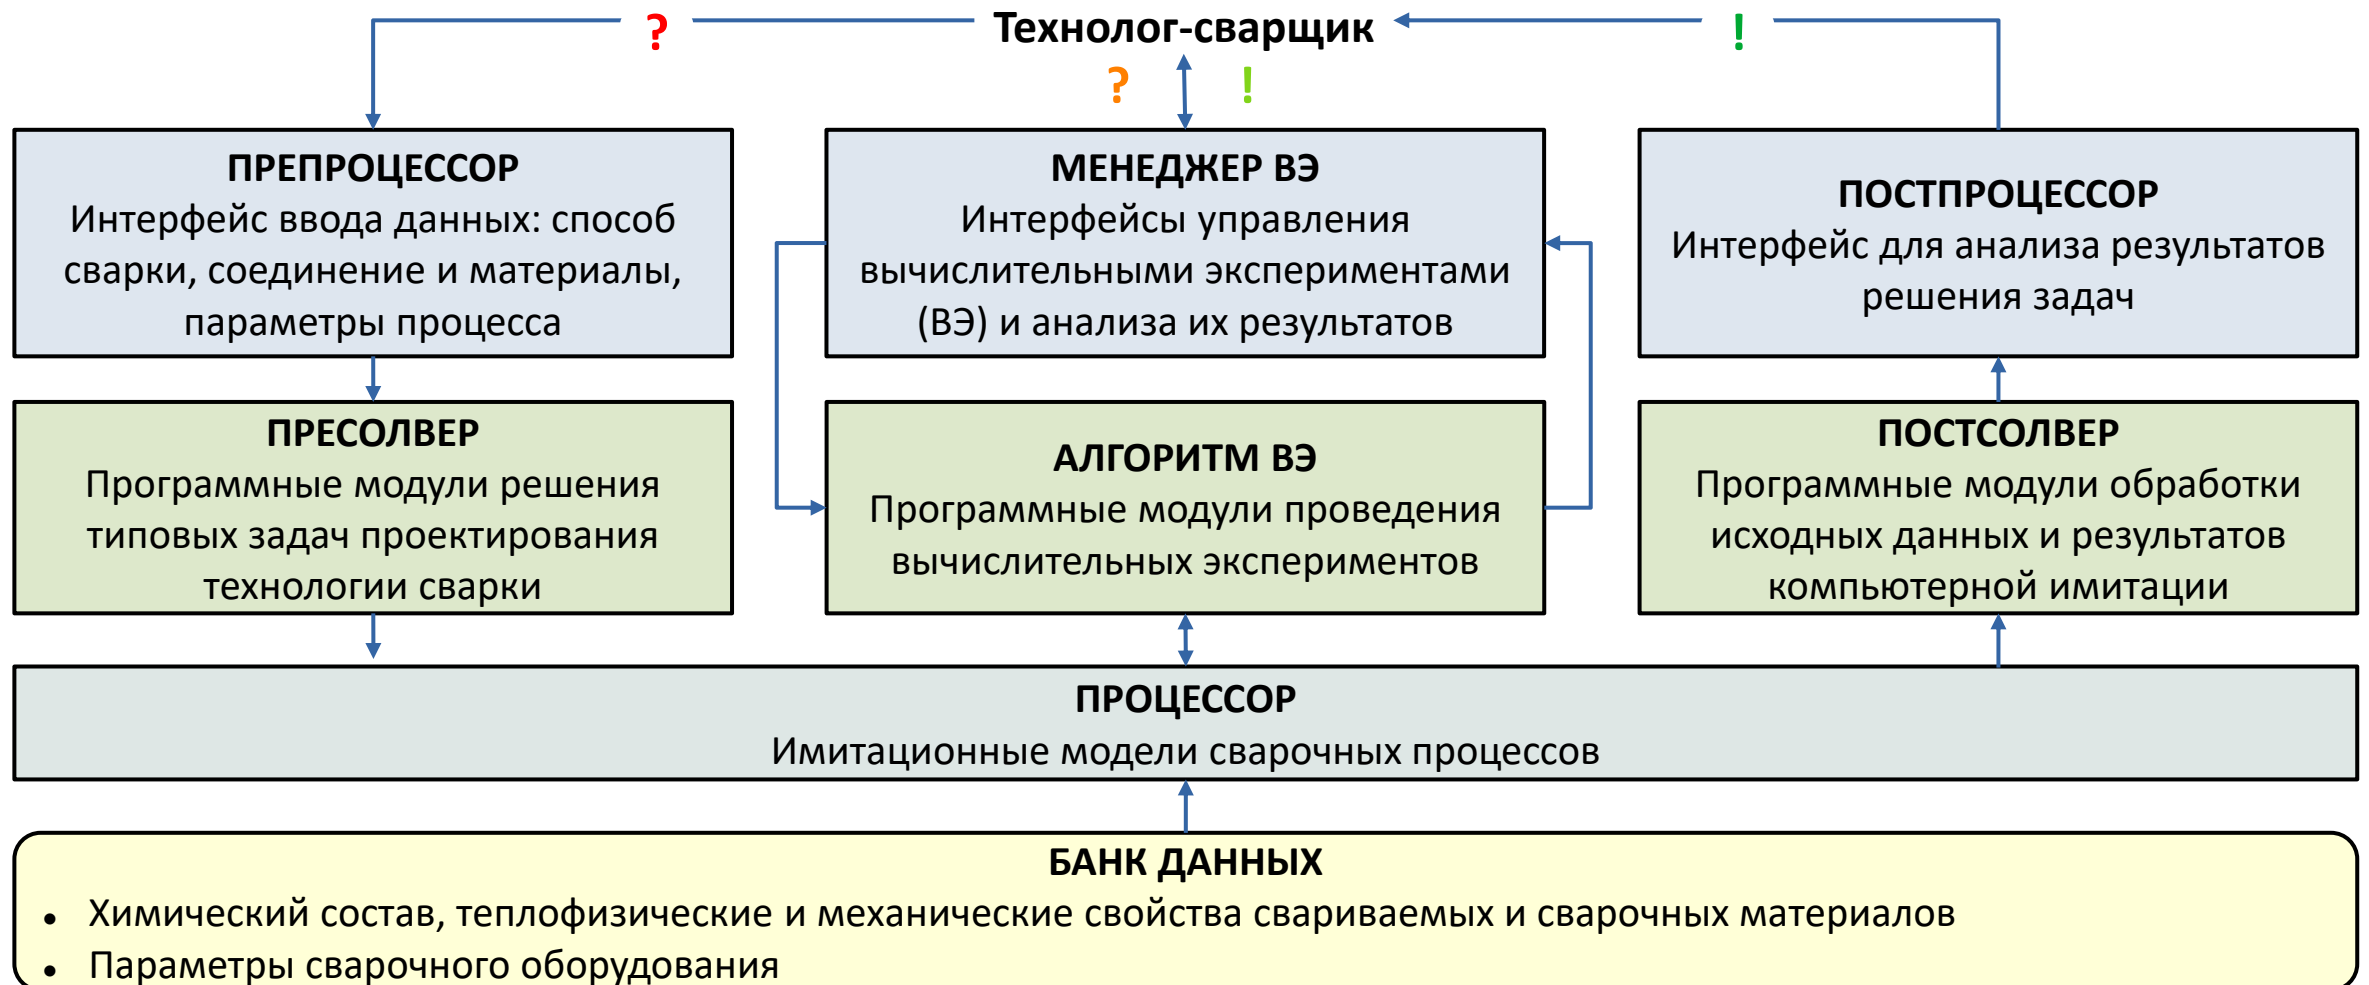 ?
Технолог-сварщик
!
?
!
ПРЕПРОЦЕССОР
Интерфейс ввода данных: способ
сварки, соединение и материалы,
параметры процесса
МЕНЕДЖЕР ВЭ
Интерфейсы управления
вычислительными экспериментами
(ВЭ) и анализа их результатов
ПОСТПРОЦЕССОР
Интерфейс для анализа результатов
решения задач
ПРЕСОЛВЕР
Программные модули решения
типовых задач проектирования
технологии сварки
АЛГОРИТМ ВЭ
Программные модули проведения
вычислительных экспериментов
ПОСТСОЛВЕР
Программные модули обработки
исходных данных и результатов
компьютерной имитации
ПРОЦЕССОР
Имитационные модели сварочных процессов
БАНК ДАННЫХ
• Химический состав, теплофизические и механические свойства свариваемых и сварочных материалов
• Параметры сварочного оборудования